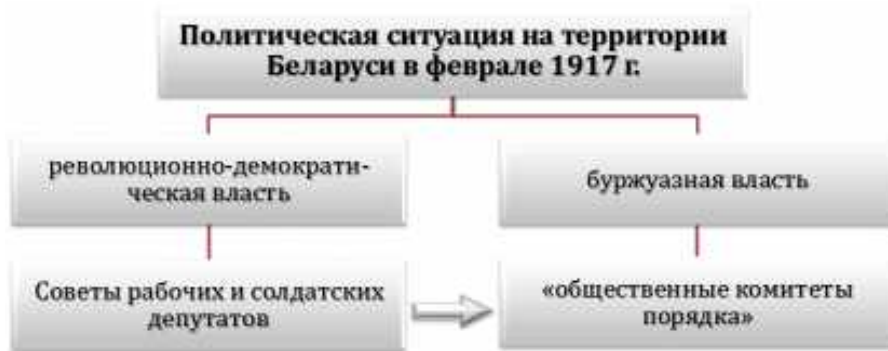 Политическая ситуация на территории
Беларуси в феврале 1917 г.
революционно-демократи-
ческая власть
буржуазная власть
Советы рабочих и солдатских
депутатов
«общественные комитеты
порядка»